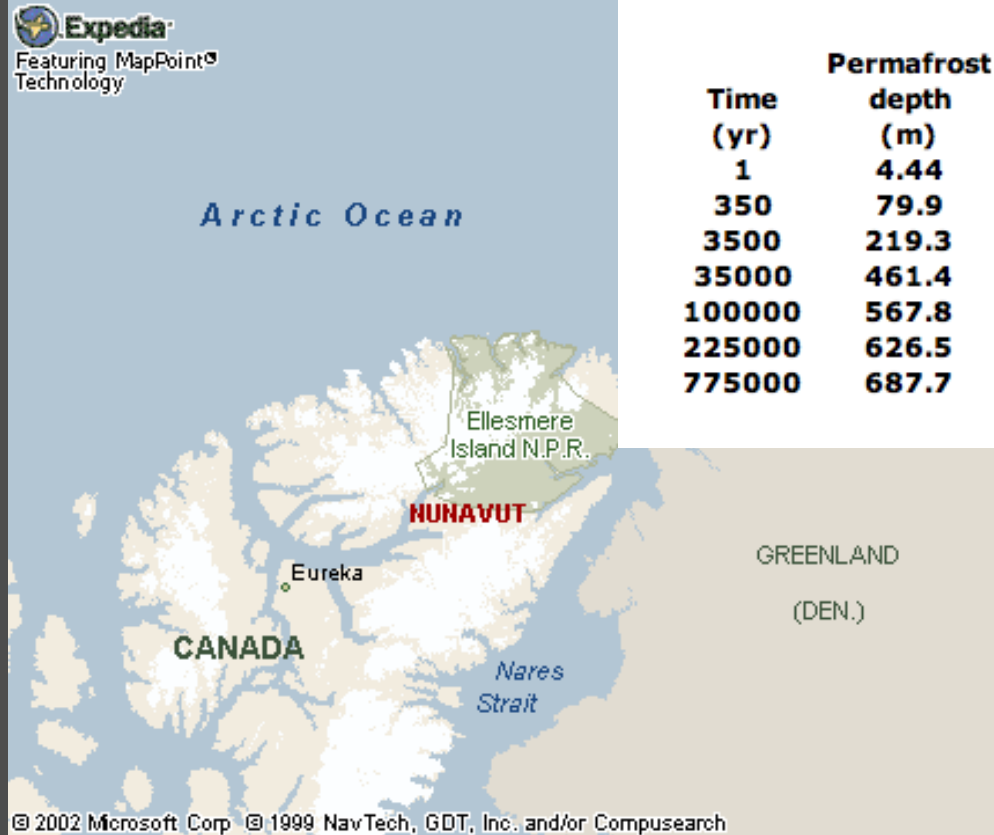 Expedia
Featuring MapPoint
Technology
Permafrost
Time depth
(yr) (m)
1 4.44
350 79.9
3500 219.3
35000 461.4
100000 567.8
225000 626.5
775000 687.7
Arctic Ocean
Ellesmere
Island N.P.R.
NUNAVUT
GREENLAND
Eureka
(DEN.)
CANADA
Nares
Strait
© 2002 Microsoft Corp © 1999 NavTech, GDT, Inc. and/or Compusearch